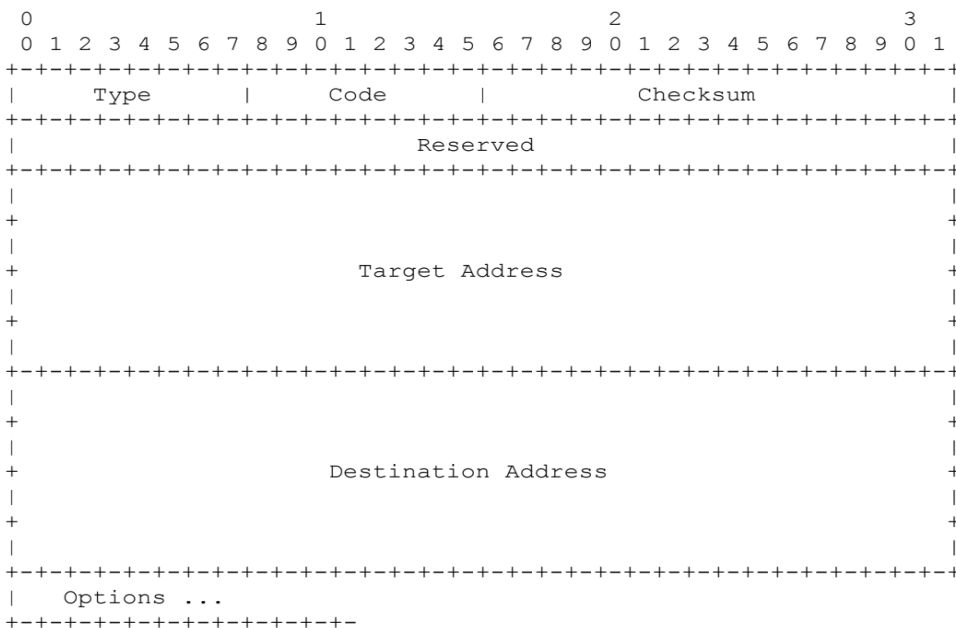 0                   1                   2                   3
 0 1 2 3 4 5 6 7 8 9 0 1 2 3 4 5 6 7 8 9 0 1 2 3 4 5 6 7 8 9 0 1
+-+-+-+-+-+-+-+-+-+-+-+-+-+-+-+-+-+-+-+-+-+-+-+-+-+-+-+-+-+-+-+-+
|     Type      |     Code      |          Checksum             |
+-+-+-+-+-+-+-+-+-+-+-+-+-+-+-+-+-+-+-+-+-+-+-+-+-+-+-+-+-+-+-+-+
|                           Reserved                            |
+-+-+-+-+-+-+-+-+-+-+-+-+-+-+-+-+-+-+-+-+-+-+-+-+-+-+-+-+-+-+-+-+
|                                                               |
+                                                               +
|                                                               |
+                       Target Address                          +
|                                                               |
+                                                               +
|                                                               |
+-+-+-+-+-+-+-+-+-+-+-+-+-+-+-+-+-+-+-+-+-+-+-+-+-+-+-+-+-+-+-+-+
|                                                               |
+                                                               +
|                                                               |
+                     Destination Address                       +
|                                                               |
+                                                               +
|                                                               |
+-+-+-+-+-+-+-+-+-+-+-+-+-+-+-+-+-+-+-+-+-+-+-+-+-+-+-+-+-+-+-+-+
|   Options ...
+-+-+-+-+-+-+-+-+-+-+-+-